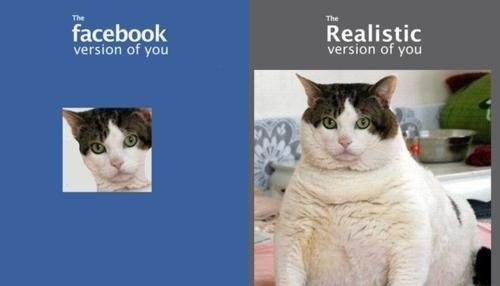 The
facebook
version of you
The
Realistic
version of you